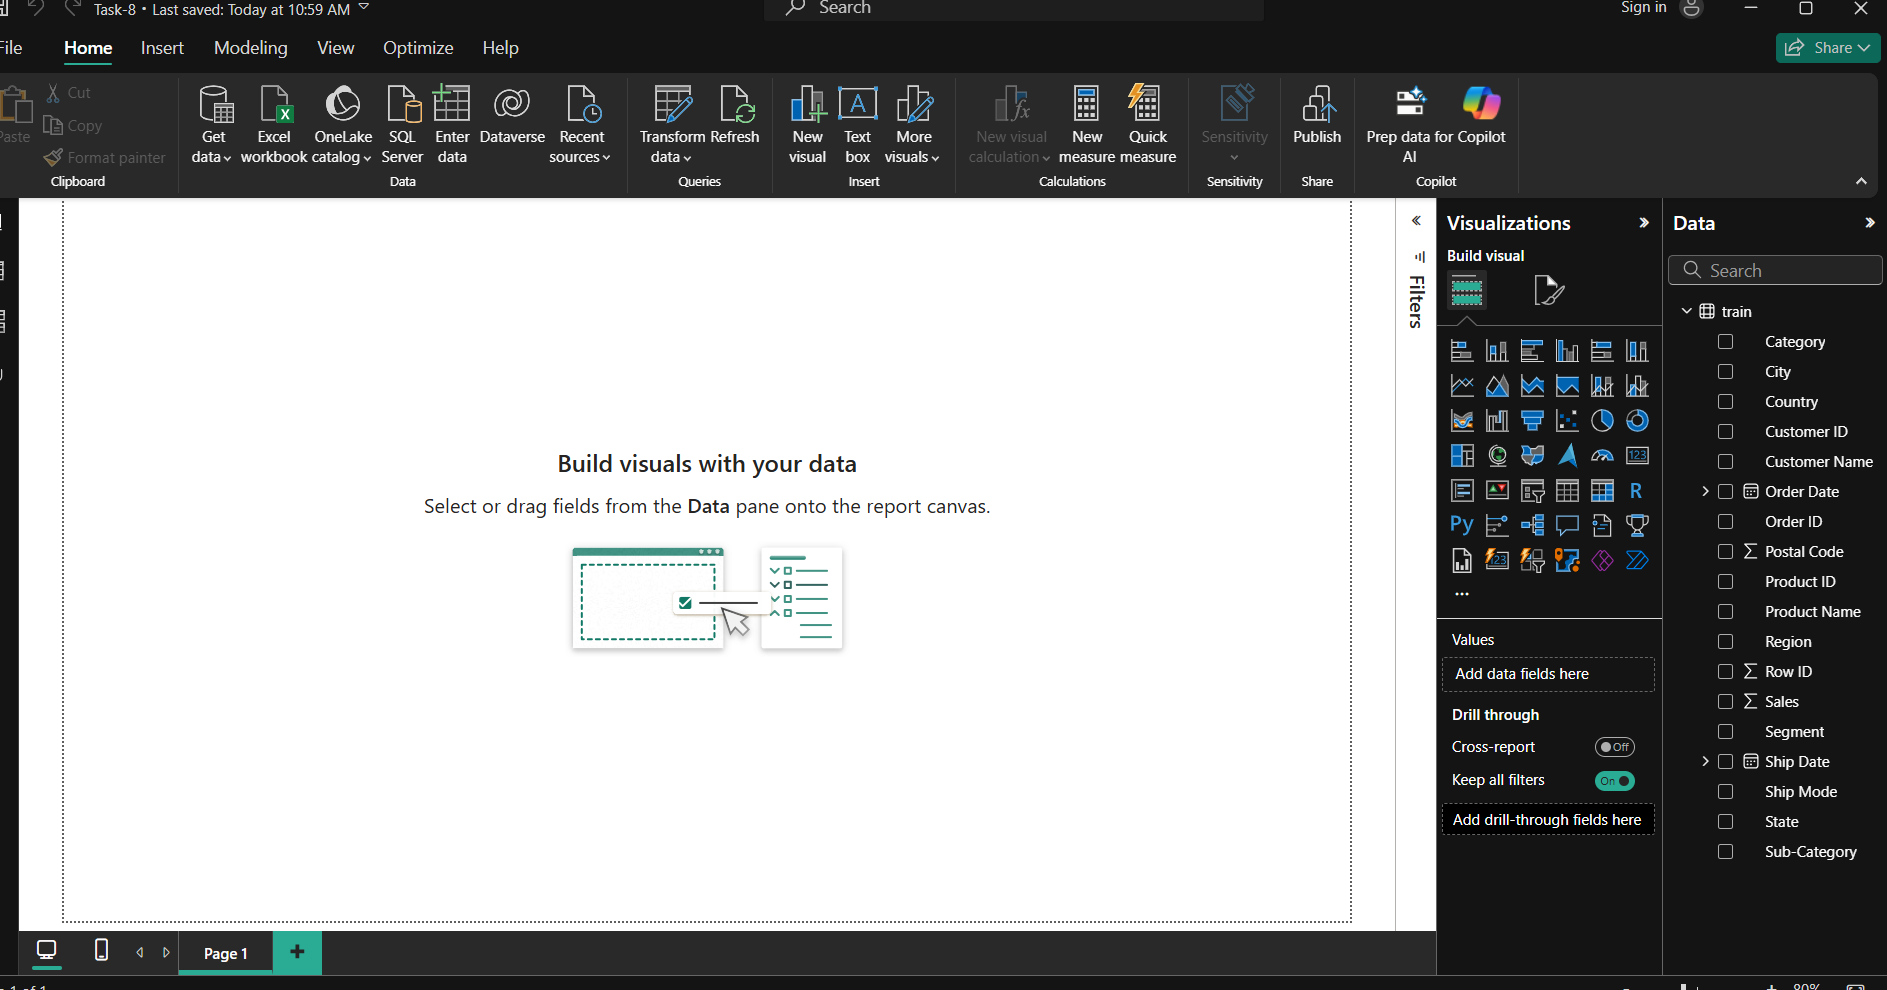 Task-8 • Last saved: Today at 10:59 AM
Search
Sign in
File
Home
Insert
Modeling
View
Optimize
Help
Share
Paste
Cut
Copy
Format painter
Clipboard
Get data
Excel workbook
OneLake catalog
SQL Server
Enter data
Dataverse
Recent sources
Data
Transform data
Refresh
Queries
New visual
Text box
More visuals
Insert
New visual calculation
New measure
Quick measure
Calculations
Sensitivity
Sensitivity
Publish
Share
Prep data for AI
Copilot
Copilot
Build visuals with your data
Select or drag fields from the Data pane onto the report canvas.
Filters
Visualizations
Build visual
123
R
Py
123
Values
Add data fields here
Drill through
Cross-report
Off
Keep all filters
On
Add drill-through fields here
Data
Search
train
Category
City
Country
Customer ID
Customer Name
Order Date
Order ID
Postal Code
Product ID
Product Name
Region
Row ID
Sales
Segment
Ship Date
Ship Mode
State
Sub-Category
Page 1
1 of 1
80%